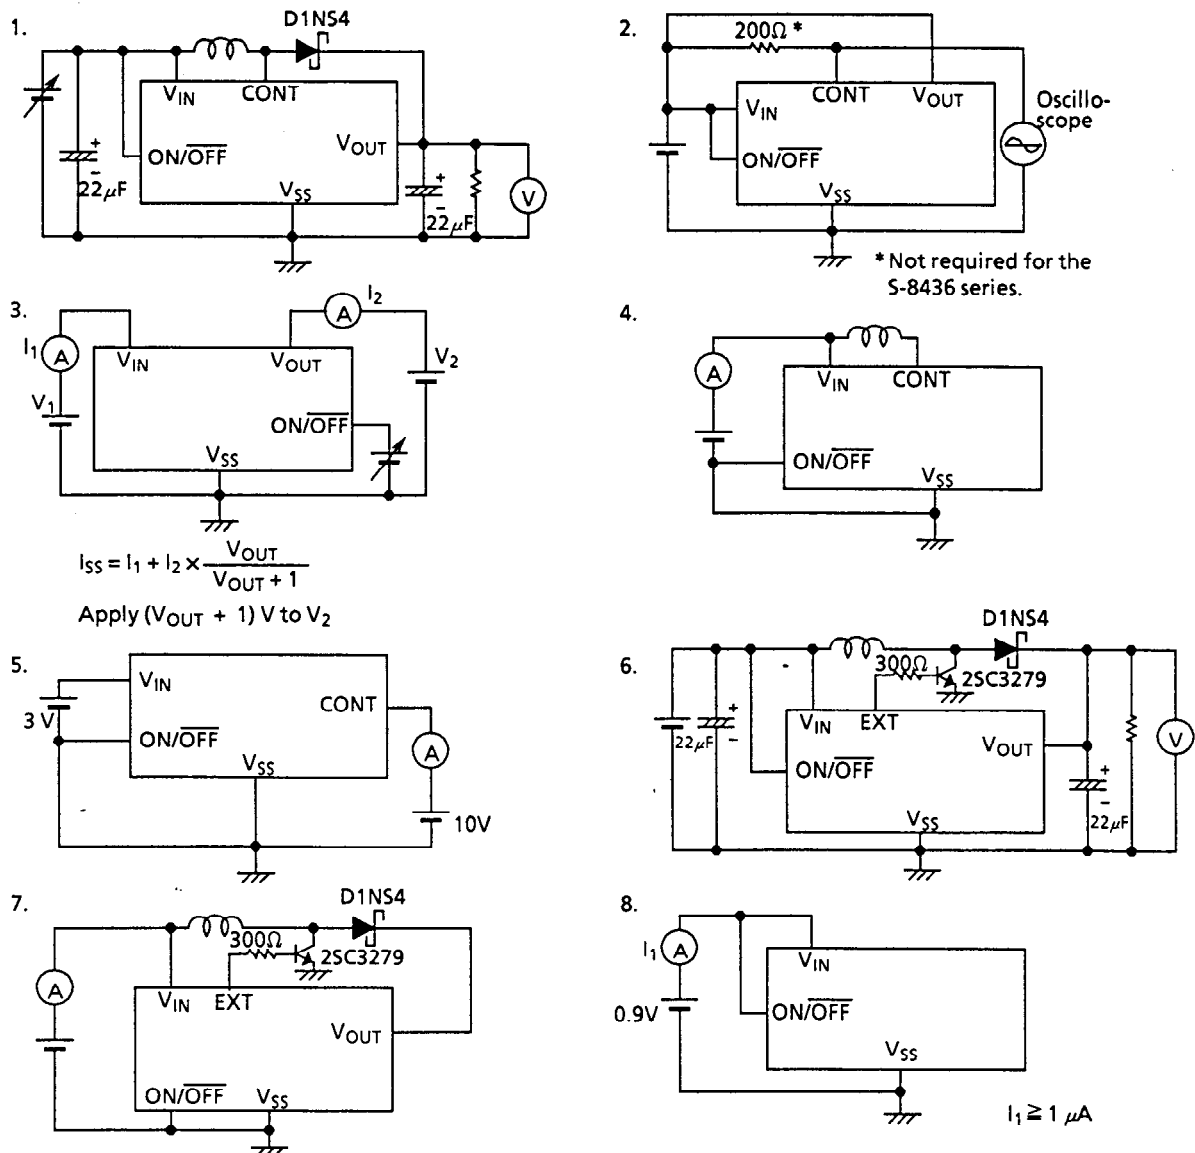 1.
D1NS4
VIN
CONT
ON/OFF
VOUT
VSS
+
-
22μF
+
-
22μF
V
2.
200Ω *
CONT
VOUT
VIN
ON/OFF
VSS
Oscillo-
scope
* Not required for the
S-8436 series.
3.
I1
A
V1
VIN
VOUT
A
I2
V2
ON/OFF
VSS
ISS = I1 + I2 × VOUT / VOUT + 1
Apply (VOUT + 1) V to V2
4.
A
VIN
CONT
ON/OFF
VSS
5.
3 V
VIN
ON/OFF
CONT
VSS
A
10V
6.
D1NS4
300Ω
2SC3279
22μF
+
-
VIN
EXT
ON/OFF
VOUT
VSS
+
-
22μF
V
7.
D1NS4
300Ω
2SC3279
A
VIN
EXT
VOUT
ON/OFF
VSS
8.
I1
A
0.9V
VIN
ON/OFF
VSS
I1 ≧ 1 μA